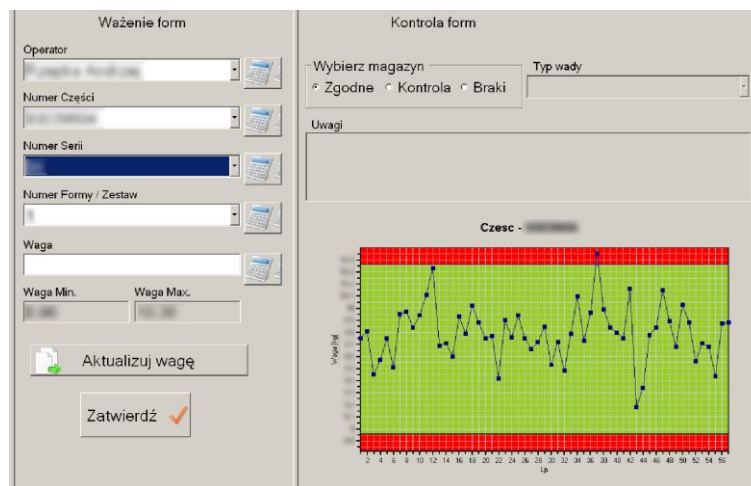 Ważenie form
Operator
Numer Części
Numer Serii
Numer Formy / Zestaw
Waga
Waga Min. Waga Max.
Aktualizuj wagę
Zatwierdź
Kontrola form
Wybierz magazyn
Zgodne Kontrola Braki
Typ wady
Uwagi
Czesc -
Waga [kg]
2 4 6 8 10 12 14 16 18 20 22 24 26 28 30 32 34 36 38 40 42 44 46 48 50 52 54 56
Lp